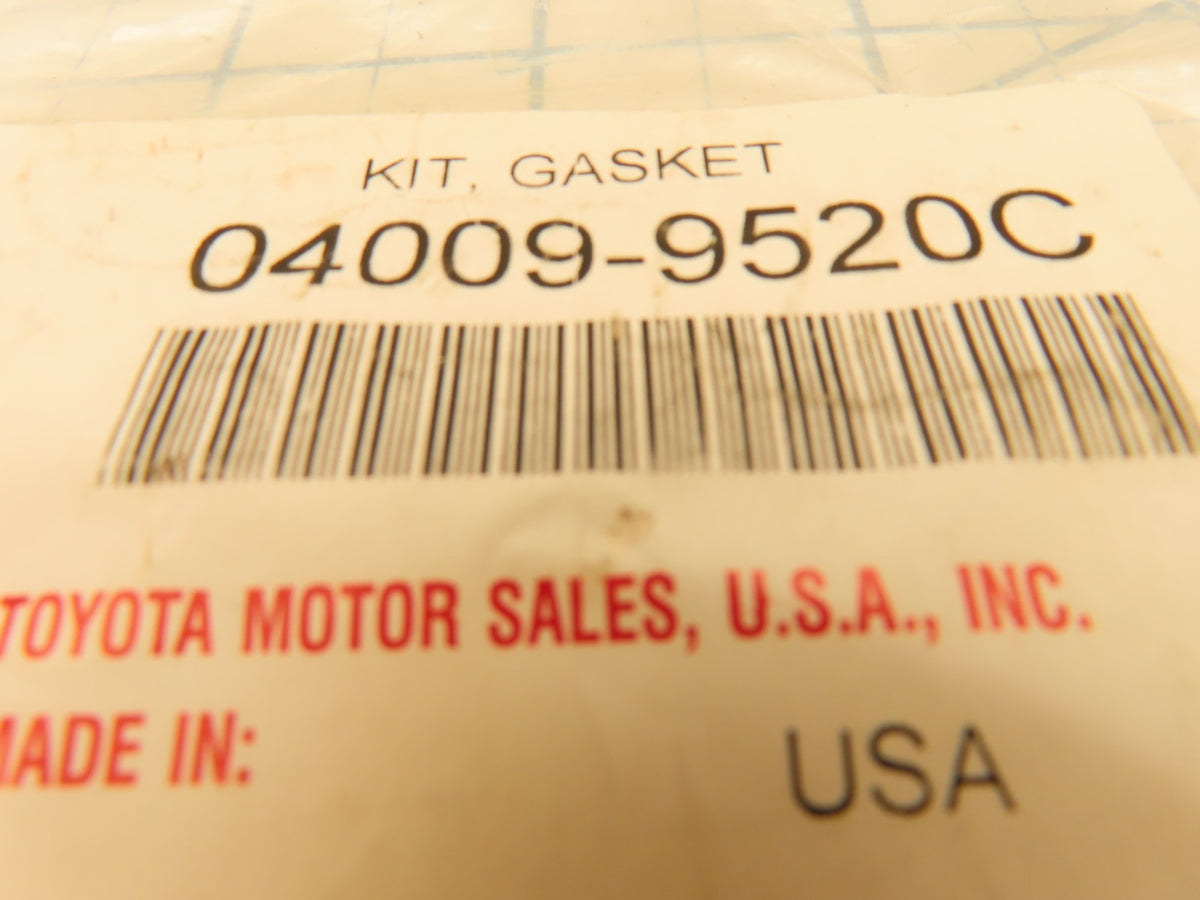 KIT, GASKET
04009-9520C
TOYOTA MOTOR SALES, U.S.A., INC.
MADE IN: USA